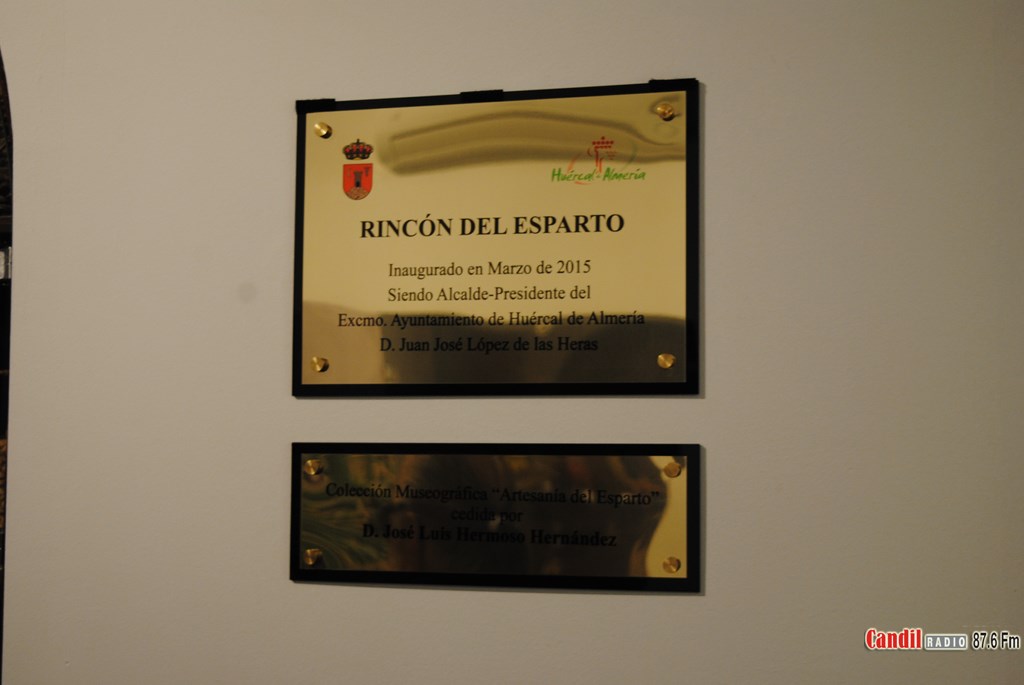 Huércal - Almería
RINCÓN DEL ESPARTO
Inaugurado en Marzo de 2015
Siendo Alcalde-Presidente del
Excmo. Ayuntamiento de Huércal de Almería
D. Juan José López de las Heras
Colección Museográfica "Artesanía del Esparto"
cedida por
D. José Luis Hermoso Hernández
Candil RADIO 87.6 Fm